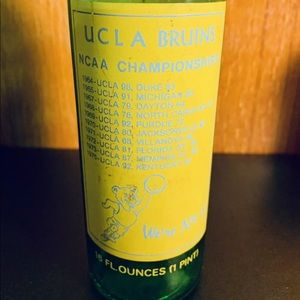 UCLA BRUINS
NCAA CHAMPIONSHIPS
1964-UCLA 98, DUKE
1965-UCLA 91, MICHIGAN
1967-UCLA 79, DAYTON
1968-UCLA 78, NORTH
1969-UCLA 92, PURDUE
1970-UCLA 80, JACKSONVILLE
1971-UCLA 68, VILLANOVA
1972-UCLA 81, FLORIDA
1973-UCLA 87, MEMPHIS
1975-UCLA 92, KENTUCKY
We're
16 FL. OUNCES (1 PINT)